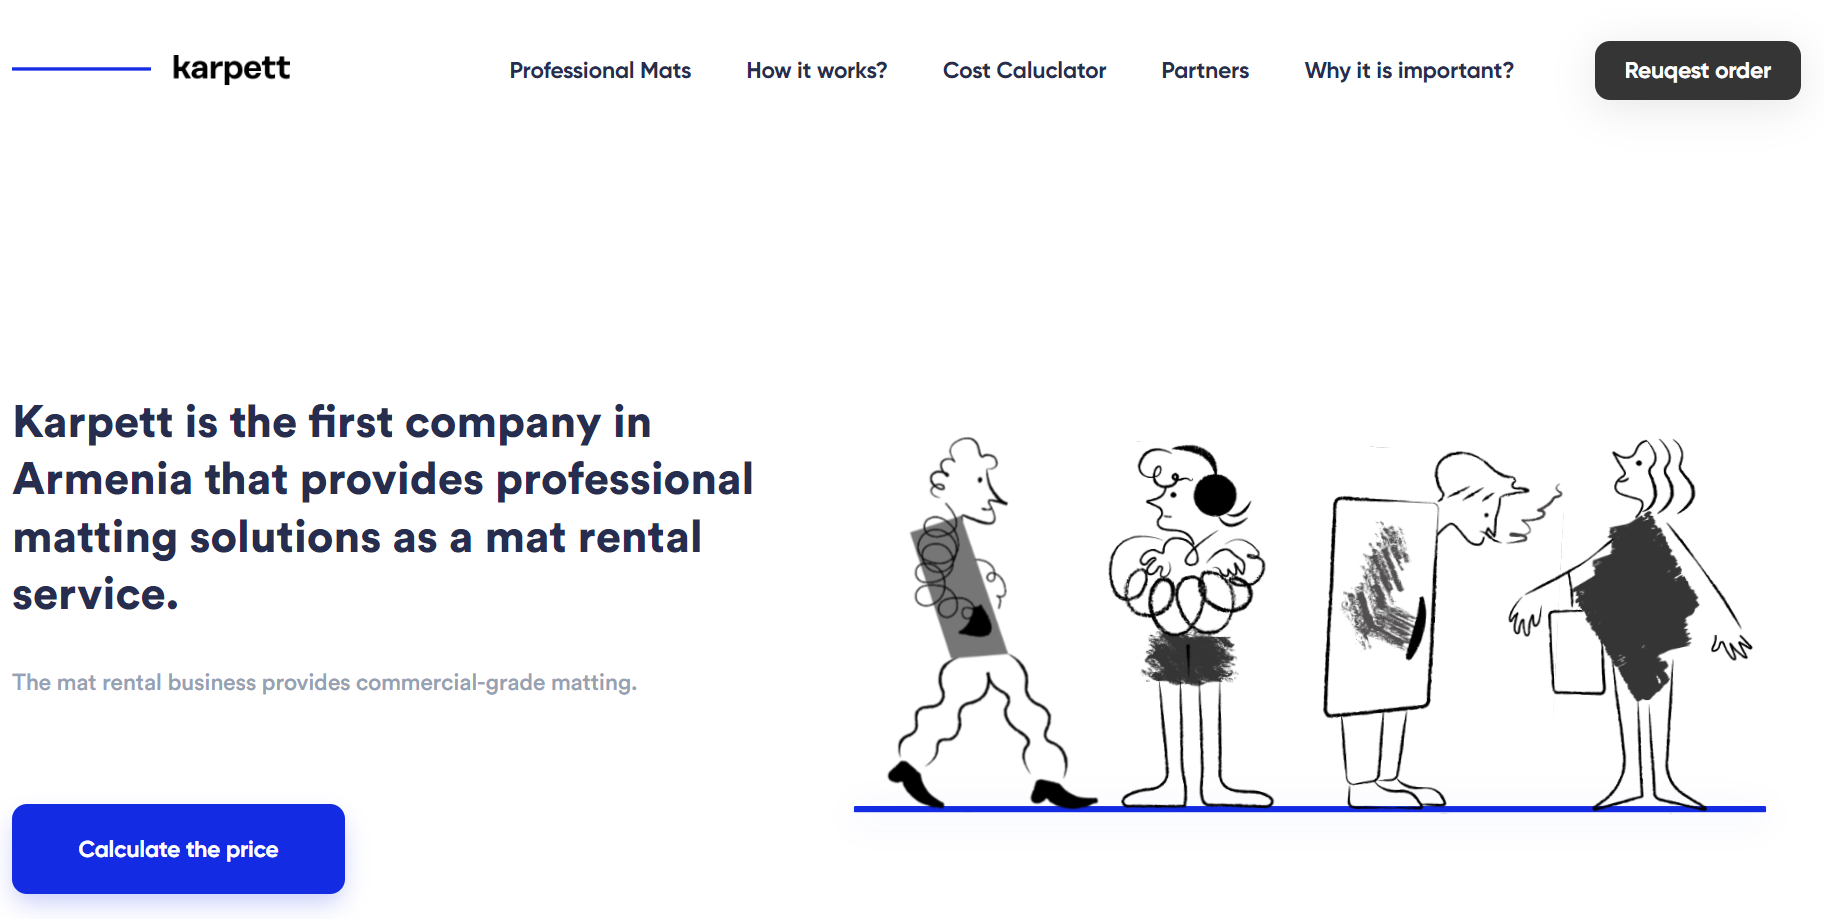 karpett
Professional Mats
How it works?
Cost Caluclator
Partners
Why it is important?
Reuqest order
Karpett is the first company in
Armenia that provides professional
matting solutions as a mat rental
service.
The mat rental business provides commercial-grade matting.
Calculate the price